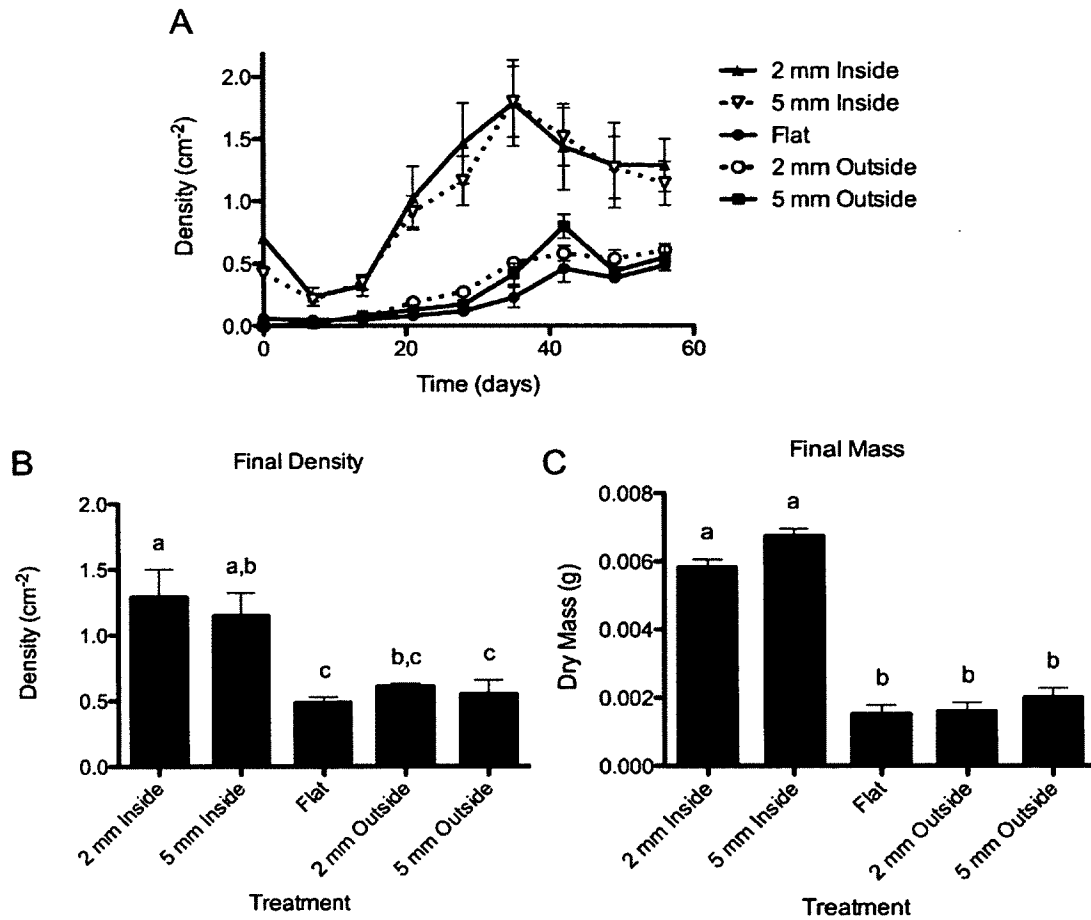 A
2.0
1.5
1.0
0.5
0.0
Density (cm-2)
0
20
40
60
Time (days)
2 mm Inside
5 mm Inside
Flat
2 mm Outside
5 mm Outside
B
Final Density
2.0
1.5
1.0
0.5
0.0
Density (cm-2)
a
a,b
c
b,c
c
2 mm Inside
5 mm Inside
Flat
2 mm Outside
5 mm Outside
Treatment
C
Final Mass
0.008
0.006
0.004
0.002
0.000
Dry Mass (g)
a
a
b
b
b
2 mm Inside
5 mm Inside
Flat
2 mm Outside
5 mm Outside
Treatment